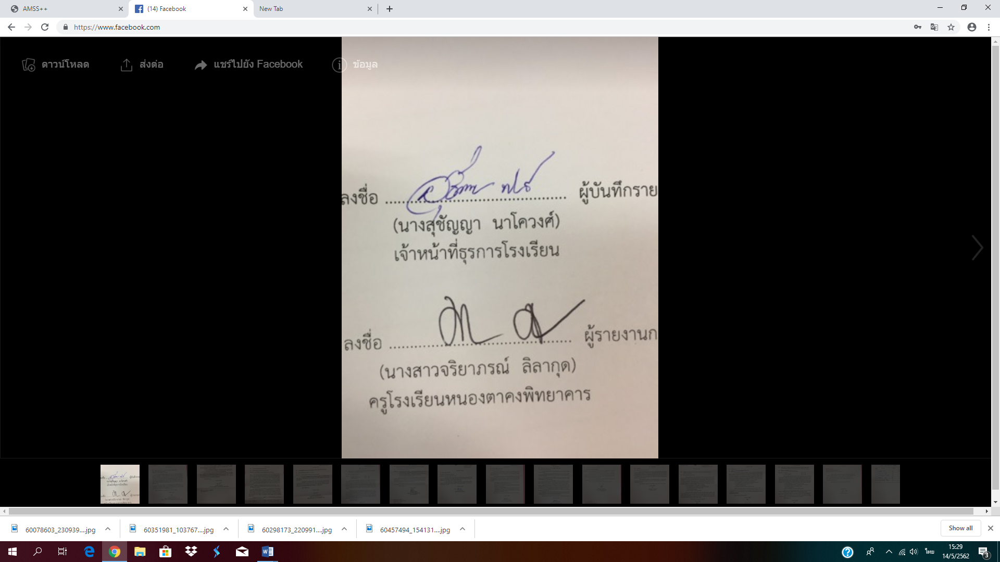 AMSS++
(14) Facebook
New Tab
https://www.facebook.com
ดาวน์โหลด
ส่งต่อ
แชร์ไปยัง Facebook
ข้อมูล
ลงชื่อ ........................................ ผู้บันทึกราย
(นางสุชัญญา นาโควงศ์)
เจ้าหน้าที่ธุรการโรงเรียน
ลงชื่อ ........................................ ผู้รายงานก
(นางสาวจริยาภรณ์ ลิลากุด)
ครูโรงเรียนหนองตาคงพิทยาคาร
60078603_230939....jpg
60351981_103767....jpg
60298173_220991....jpg
60457494_154131....jpg
Show all
ไทย
15:29
14/5/2562
3